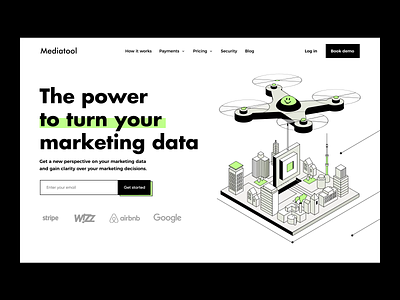 Mediatool
How it works
Payments
Pricing
Security
Blog
Log in
Book demo
The power
to turn your
marketing data
Get a new perspective on your marketing data
and gain clarity over your marketing decisions.
Enter your email
Get started
stripe
WIZZ
airbnb
Google